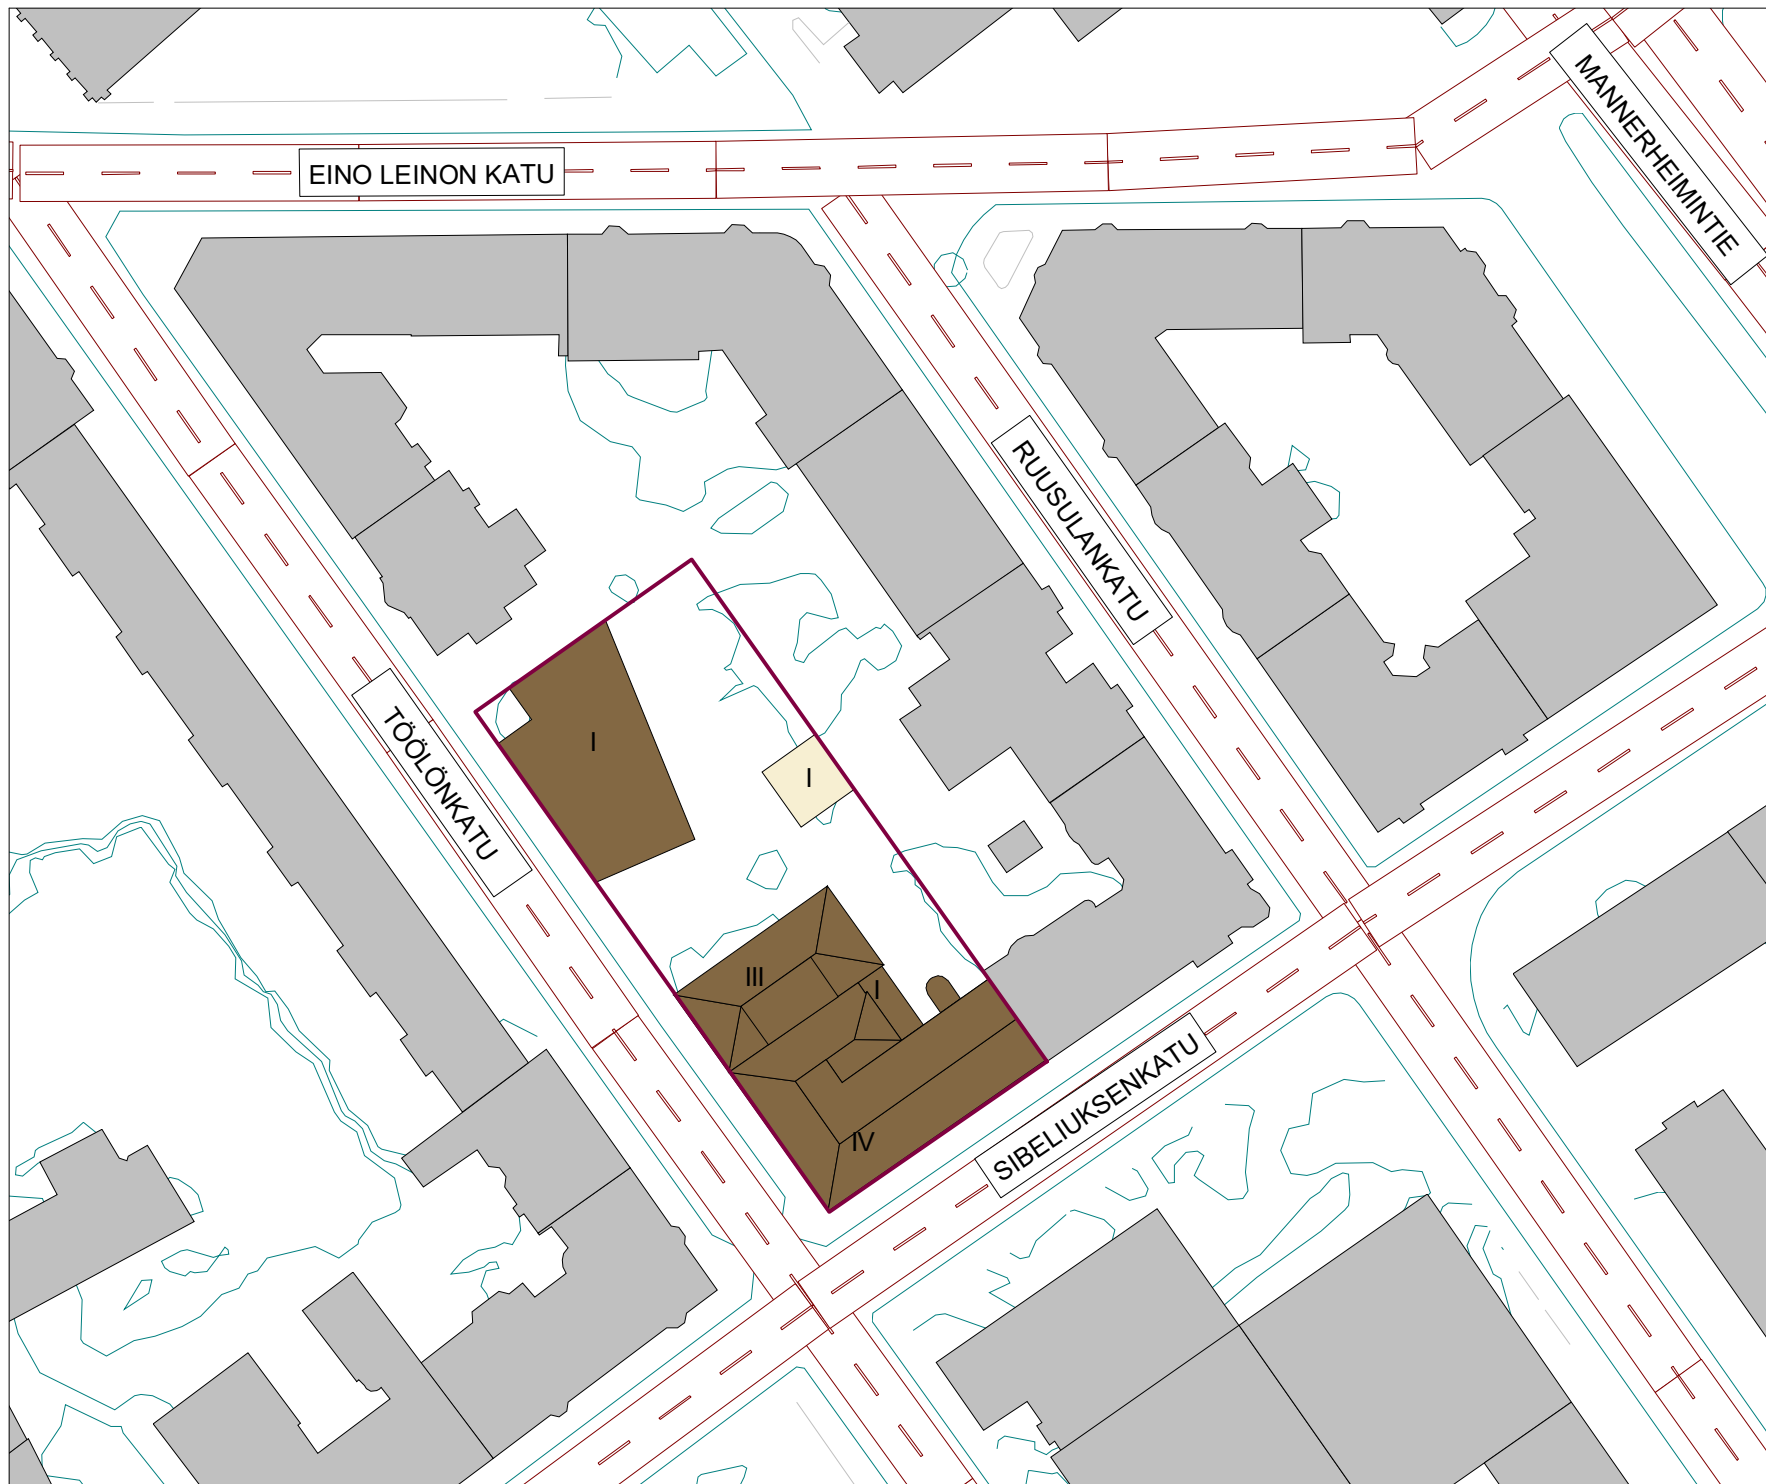 EINO LEINON KATU
MANNERHEIMINTIE
RUUSULANKATU
TÖÖLÖNKATU
I
I
III
I
IV
SIBELIUKSENKATU